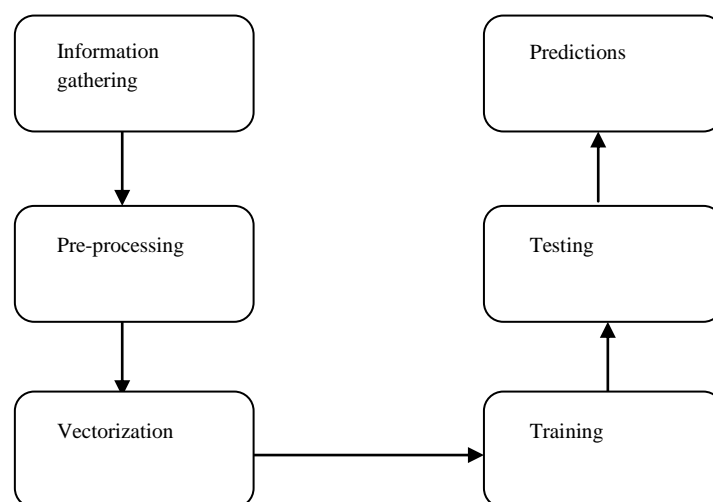 Information
gathering
Pre-processing
Vectorization
Training
Testing
Predictions